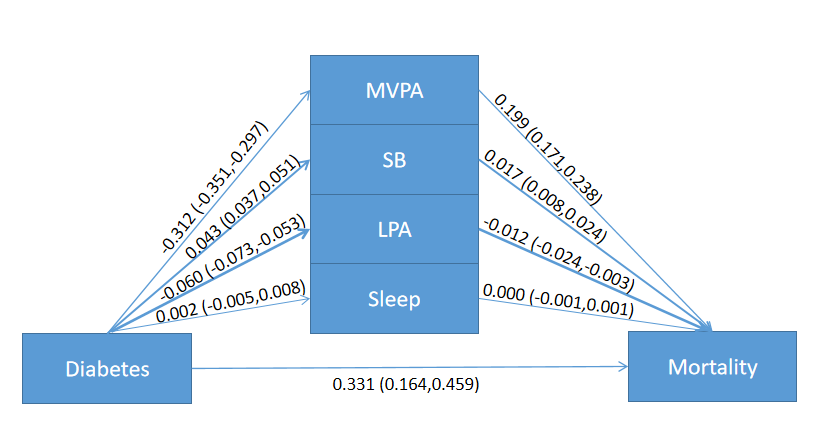 MVPA
SB
LPA
Sleep
-0.312 (-0.351,-0.297)
0.043 (0.037,0.051)
-0.060 (-0.073,-0.053)
0.002 (-0.005,0.008)
0.199 (0.171,0.238)
0.017 (0.008,0.024)
-0.012 (-0.024,-0.003)
0.000 (-0.001,0.001)
Diabetes
Mortality
0.331 (0.164,0.459)